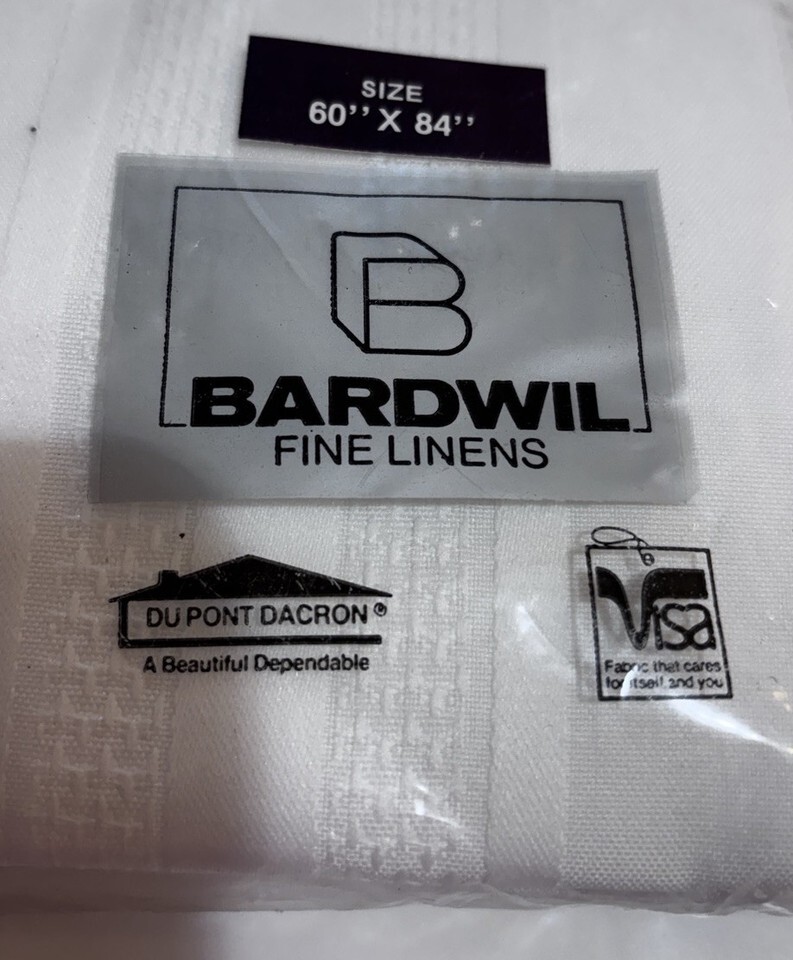 SIZE
60'' X 84''
B
BARDWIL
FINE LINENS
DU PONT DACRON®
A Beautiful Dependable
Visa
Fabric that cares
for itself and you